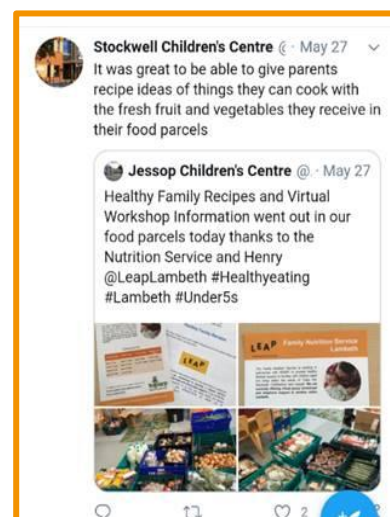 Stockwell Children's Centre @ · May 27
It was great to be able to give parents
recipe ideas of things they can cook with
the fresh fruit and vegetables they receive in
their food parcels
Jessop Children's Centre @. · May 27
Healthy Family Recipes and Virtual
Workshop Information went out in our
food parcels today thanks to the
Nutrition Service and Henry
@LeapLambeth #Healthyeating
#Lambeth #Under5s
LEAP
LEAP Family Nutrition Service
Lambeth
2